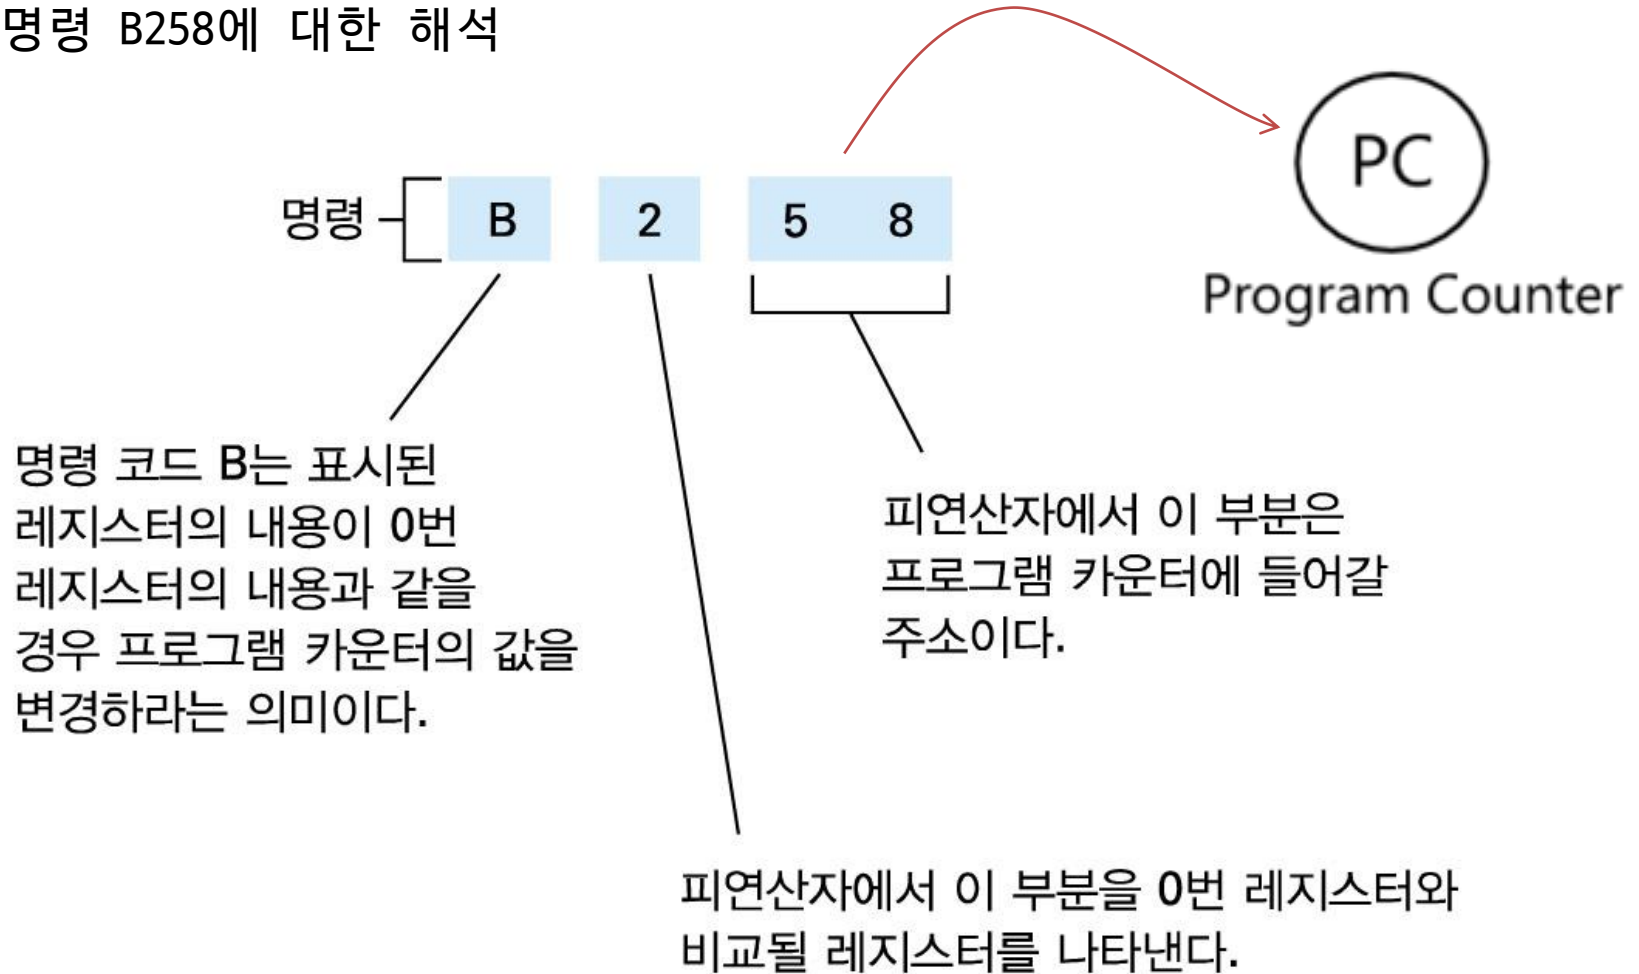 명령 B258에 대한 해석
명령 B 2 5 8
PC
Program Counter
명령 코드 B는 표시된
레지스터의 내용이 0번
레지스터의 내용과 같을
경우 프로그램 카운터의 값을
변경하라는 의미이다.
피연산자에서 이 부분은
프로그램 카운터에 들어갈
주소이다.
피연산자에서 이 부분을 0번 레지스터와
비교될 레지스터를 나타낸다.